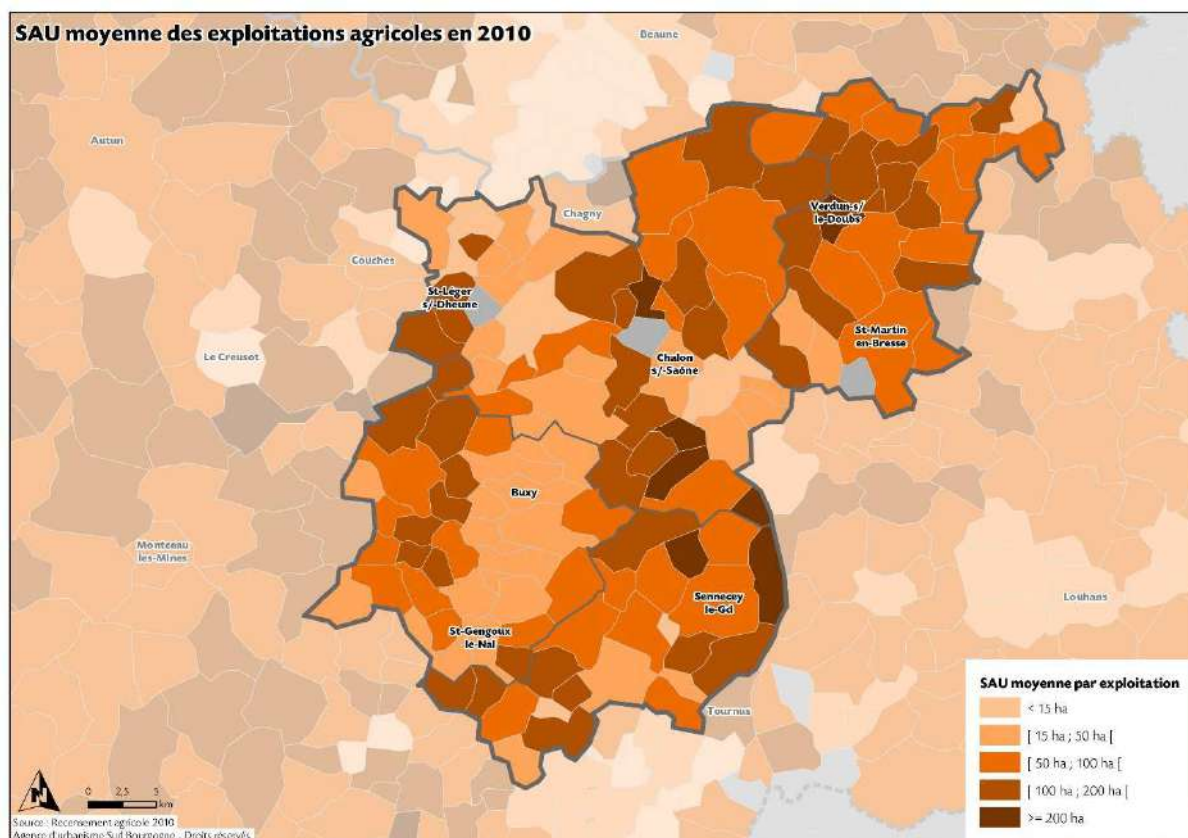 SAU moyenne des exploitations agricoles en 2010
Beaune
Autun
Chagny
Verdun-s/
le-Doubs
Couches
St-Léger
s/-Dheune
Le Creusot
St-Martin
en-Bresse
Chalon
s/-Saône
Buxy
Montceau
les-Mines
Sennecey
le-Gd
Louhans
St-Gengoux
le-Nal
Tournus
SAU moyenne par exploitation
< 15 ha
[ 15 ha ; 50 ha [
[ 50 ha ; 100 ha [
[ 100 ha ; 200 ha [
>= 200 ha
N
0 2,5 5
km
Source : Recensement agricole 2010
Agence d'urbanisme Sud Bourgogne - Droits réservés